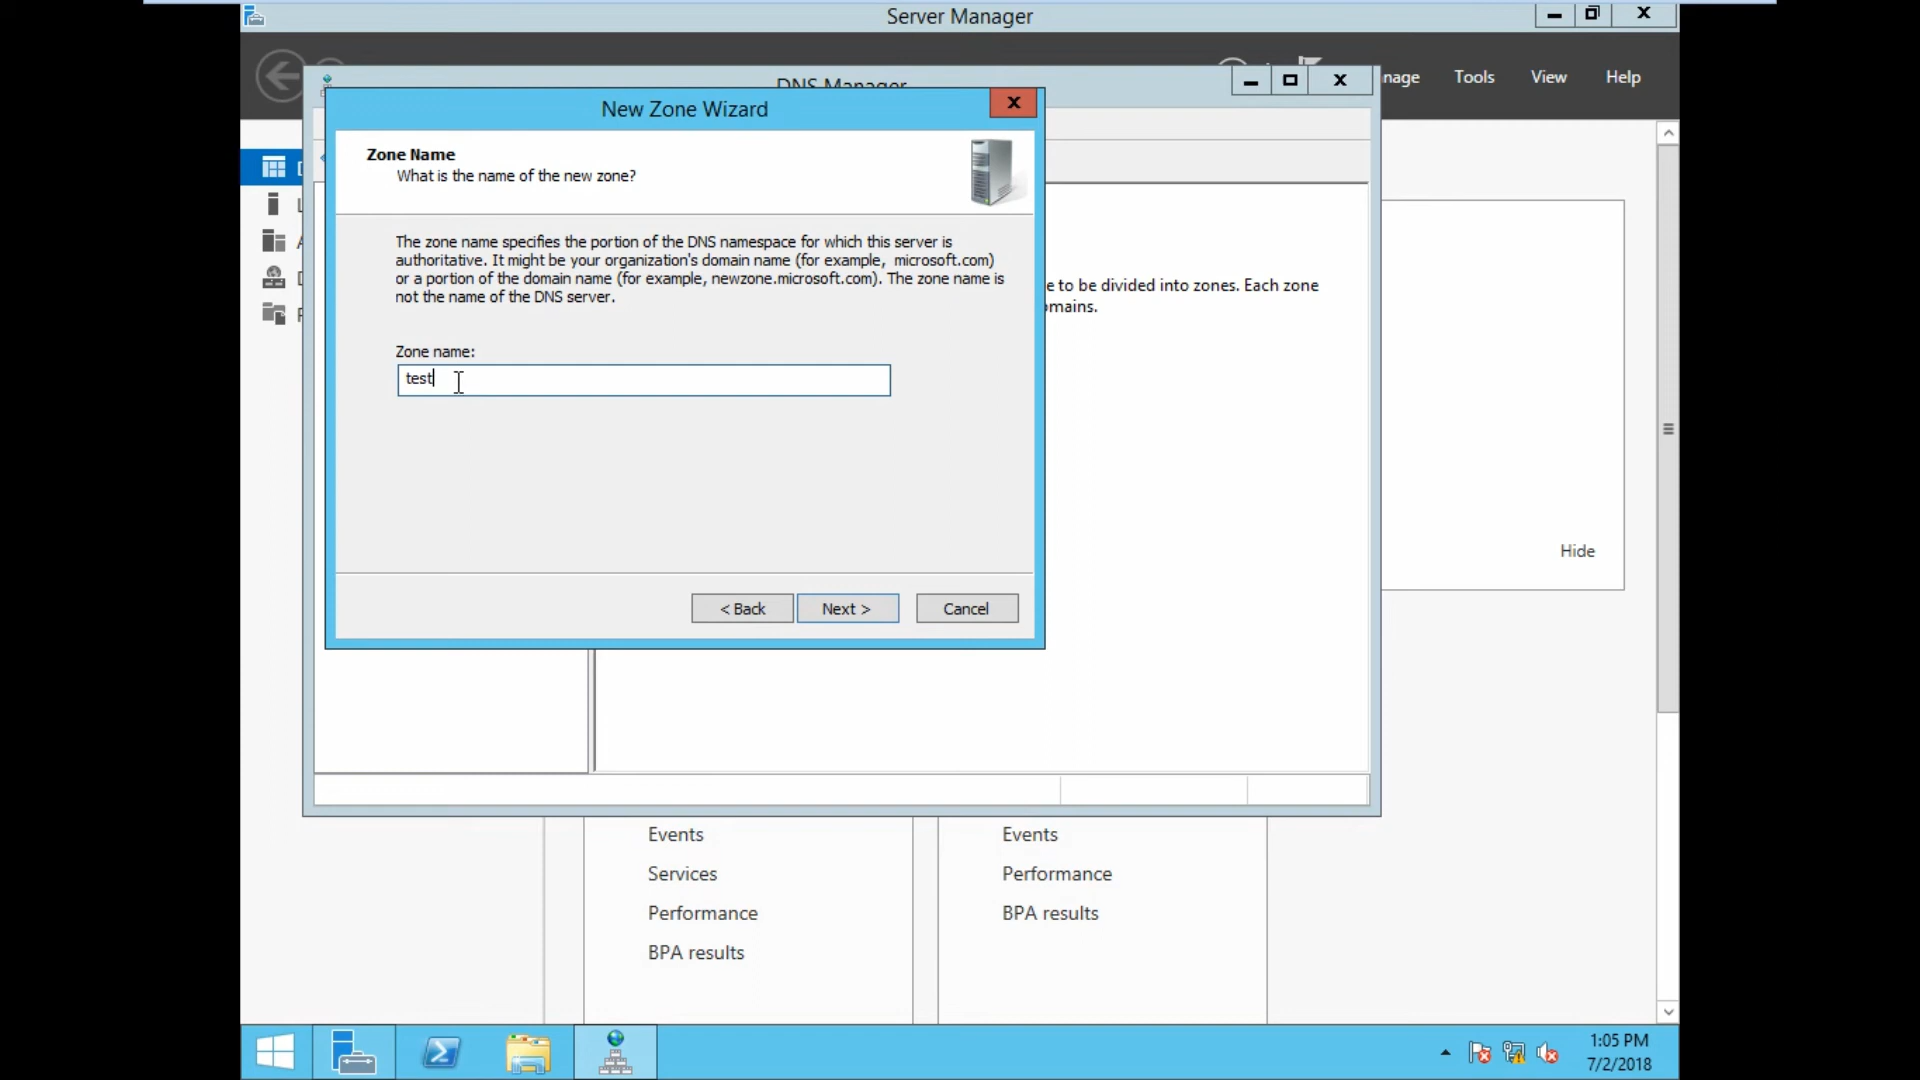 Server Manager
nage
Tools
View
Help
DNS Manager
New Zone Wizard
Zone Name
What is the name of the new zone?
The zone name specifies the portion of the DNS namespace for which this server is
authoritative. It might be your organization's domain name (for example, microsoft.com)
or a portion of the domain name (for example, newzone.microsoft.com). The zone name is
not the name of the DNS server.
e to be divided into zones. Each zone
mains.
Zone name:
test
Hide
< Back
Next >
Cancel
Events
Services
Performance
BPA results
Events
Performance
BPA results
1:05 PM
7/2/2018